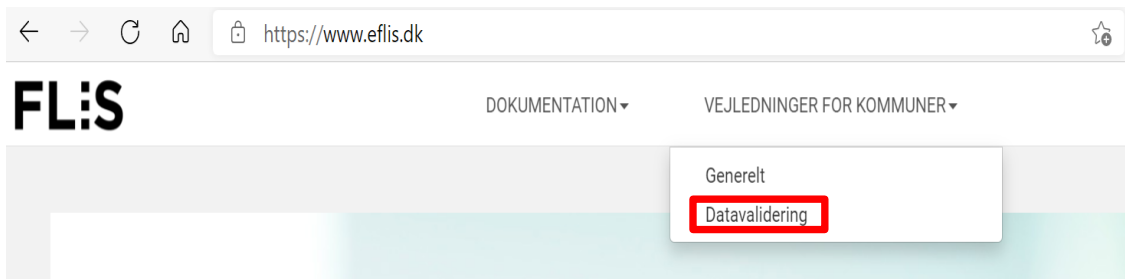 https://www.eflis.dk
FLIS
DOKUMENTATION
VEJLEDNINGER FOR KOMMUNER
Generelt
Datavalidering